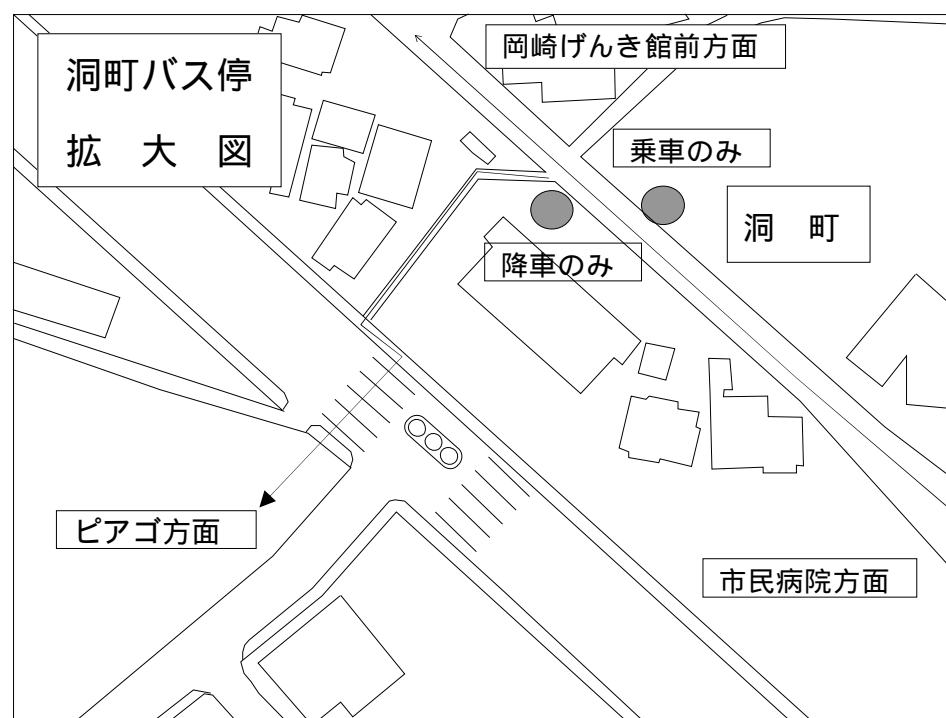 洞町バス停
拡 大 図
岡崎げんき館前方面
乗車のみ
洞 町
降車のみ
ピアゴ方面
市民病院方面